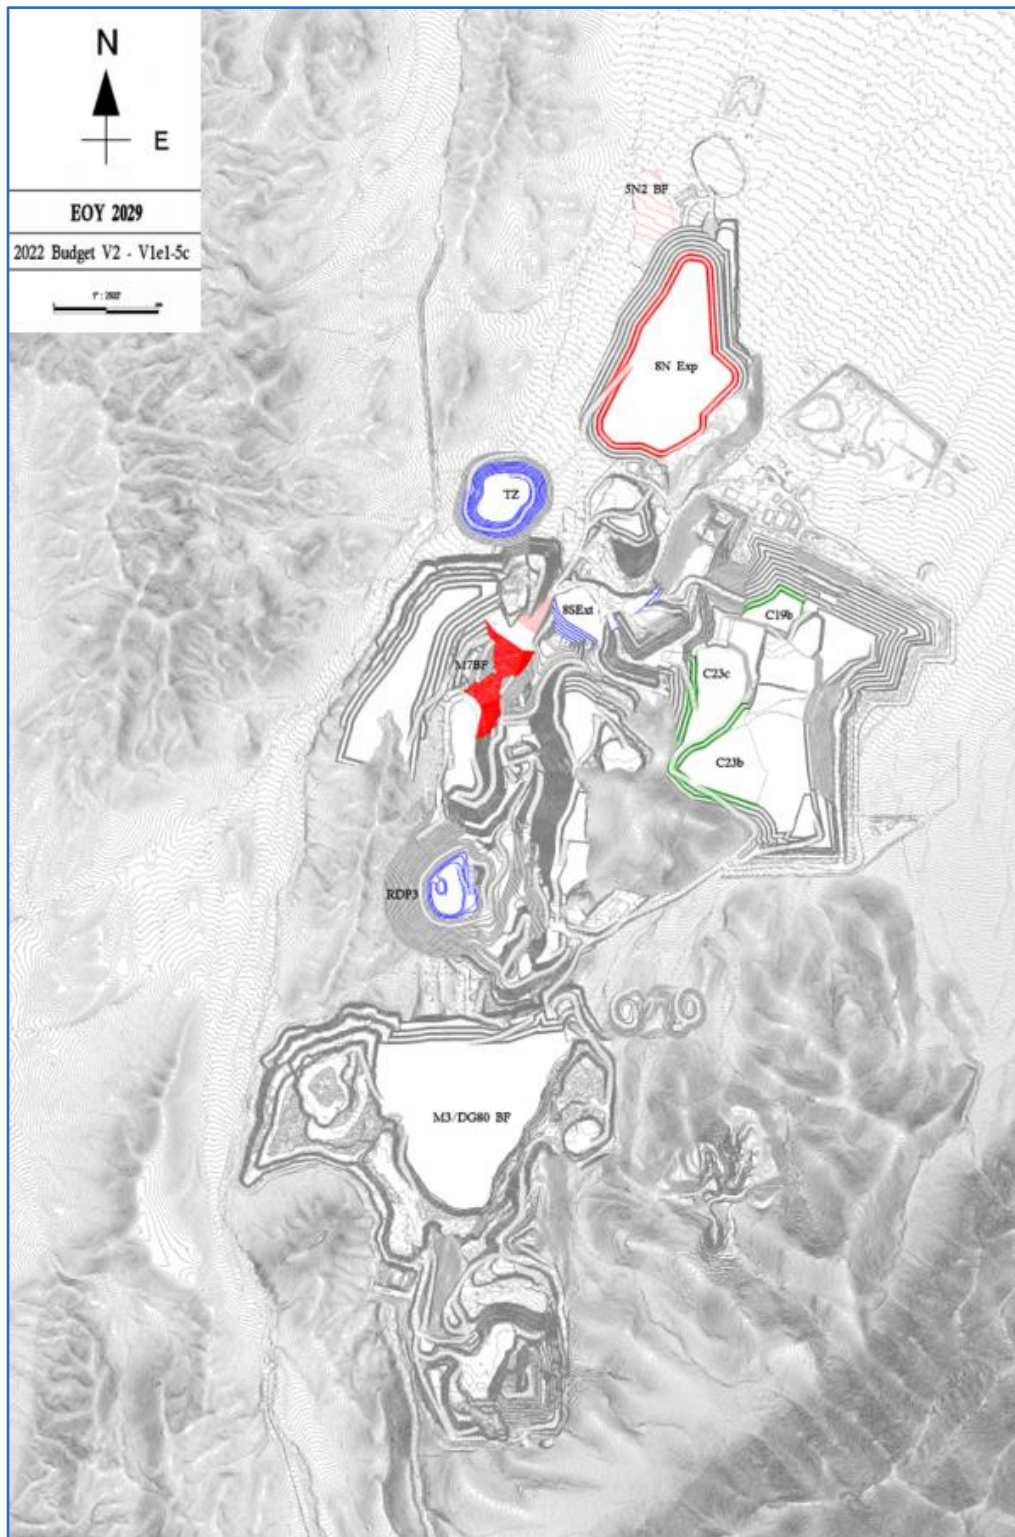 N
E
EOY 2029
2022 Budget V2 - V1e1-5c
5N2 BF
8N Exp
TZ
8SExt
C19b
M7BF
C23c
C23b
RDP3
M3/DG80 BF